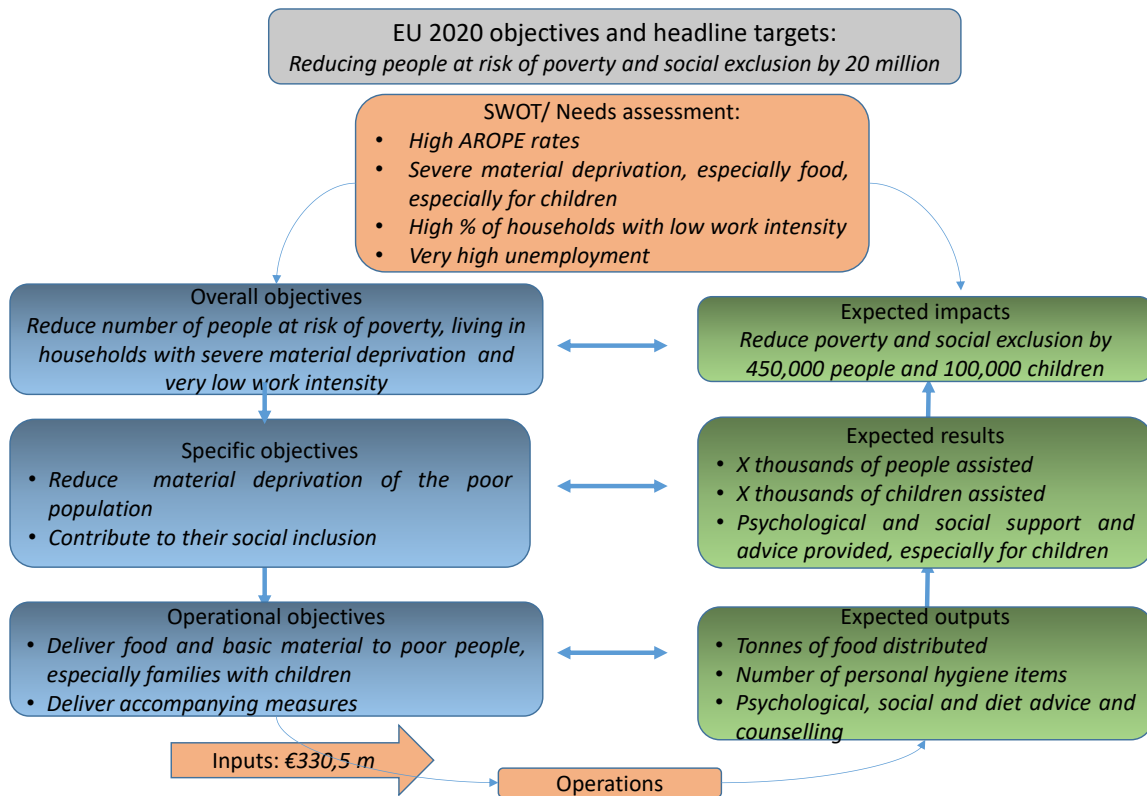 EU 2020 objectives and headline targets:
Reducing people at risk of poverty and social exclusion by 20 million
SWOT/ Needs assessment:
• High AROPE rates
• Severe material deprivation, especially food,
especially for children
• High % of households with low work intensity
• Very high unemployment
Overall objectives
Reduce number of people at risk of poverty, living in
households with severe material deprivation and
very low work intensity
Expected impacts
Reduce poverty and social exclusion by
450,000 people and 100,000 children
Specific objectives
• Reduce material deprivation of the poor
population
• Contribute to their social inclusion
Expected results
• X thousands of people assisted
• X thousands of children assisted
• Psychological and social support and
advice provided, especially for children
Operational objectives
• Deliver food and basic material to poor people,
especially families with children
• Deliver accompanying measures
Expected outputs
• Tonnes of food distributed
• Number of personal hygiene items
• Psychological, social and diet advice and
counselling
Inputs: €330,5 m
Operations